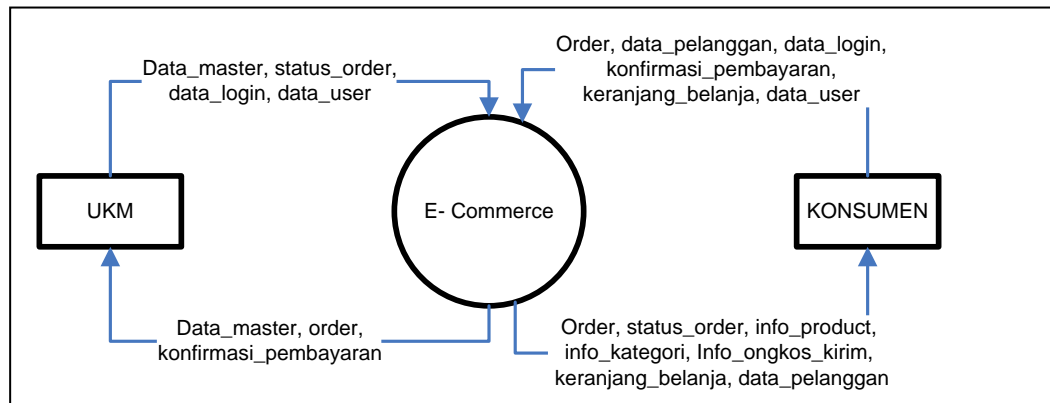 Data_master, status_order,
data_login, data_user
Order, data_pelanggan, data_login,
konfirmasi_pembayaran,
keranjang_belanja, data_user
UKM
E- Commerce
KONSUMEN
Data_master, order,
konfirmasi_pembayaran
Order, status_order, info_product,
info_kategori, Info_ongkos_kirim,
keranjang_belanja, data_pelanggan